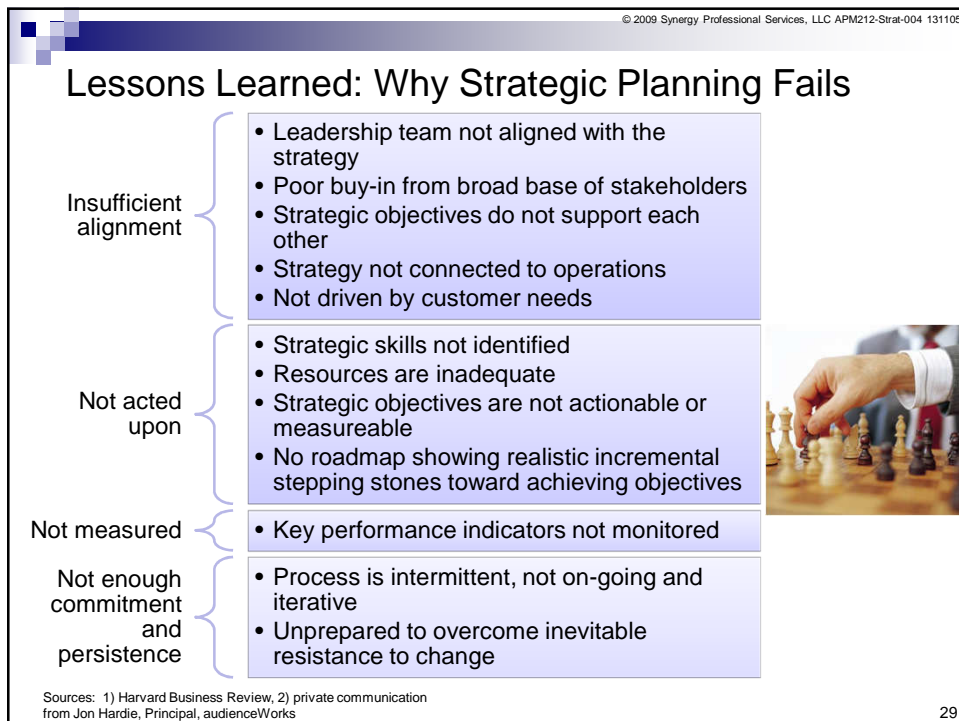 © 2009 Synergy Professional Services, LLC APM212-Strat-004 131105
Lessons Learned: Why Strategic Planning Fails
Insufficient
alignment
• Leadership team not aligned with the
strategy
• Poor buy-in from broad base of stakeholders
• Strategic objectives do not support each
other
• Strategy not connected to operations
• Not driven by customer needs
Not acted
upon
• Strategic skills not identified
• Resources are inadequate
• Strategic objectives are not actionable or
measureable
• No roadmap showing realistic incremental
stepping stones toward achieving objectives
Not measured
• Key performance indicators not monitored
Not enough
commitment
and
persistence
• Process is intermittent, not on-going and
iterative
• Unprepared to overcome inevitable
resistance to change
Sources: 1) Harvard Business Review, 2) private communication
from Jon Hardie, Principal, audienceWorks
29